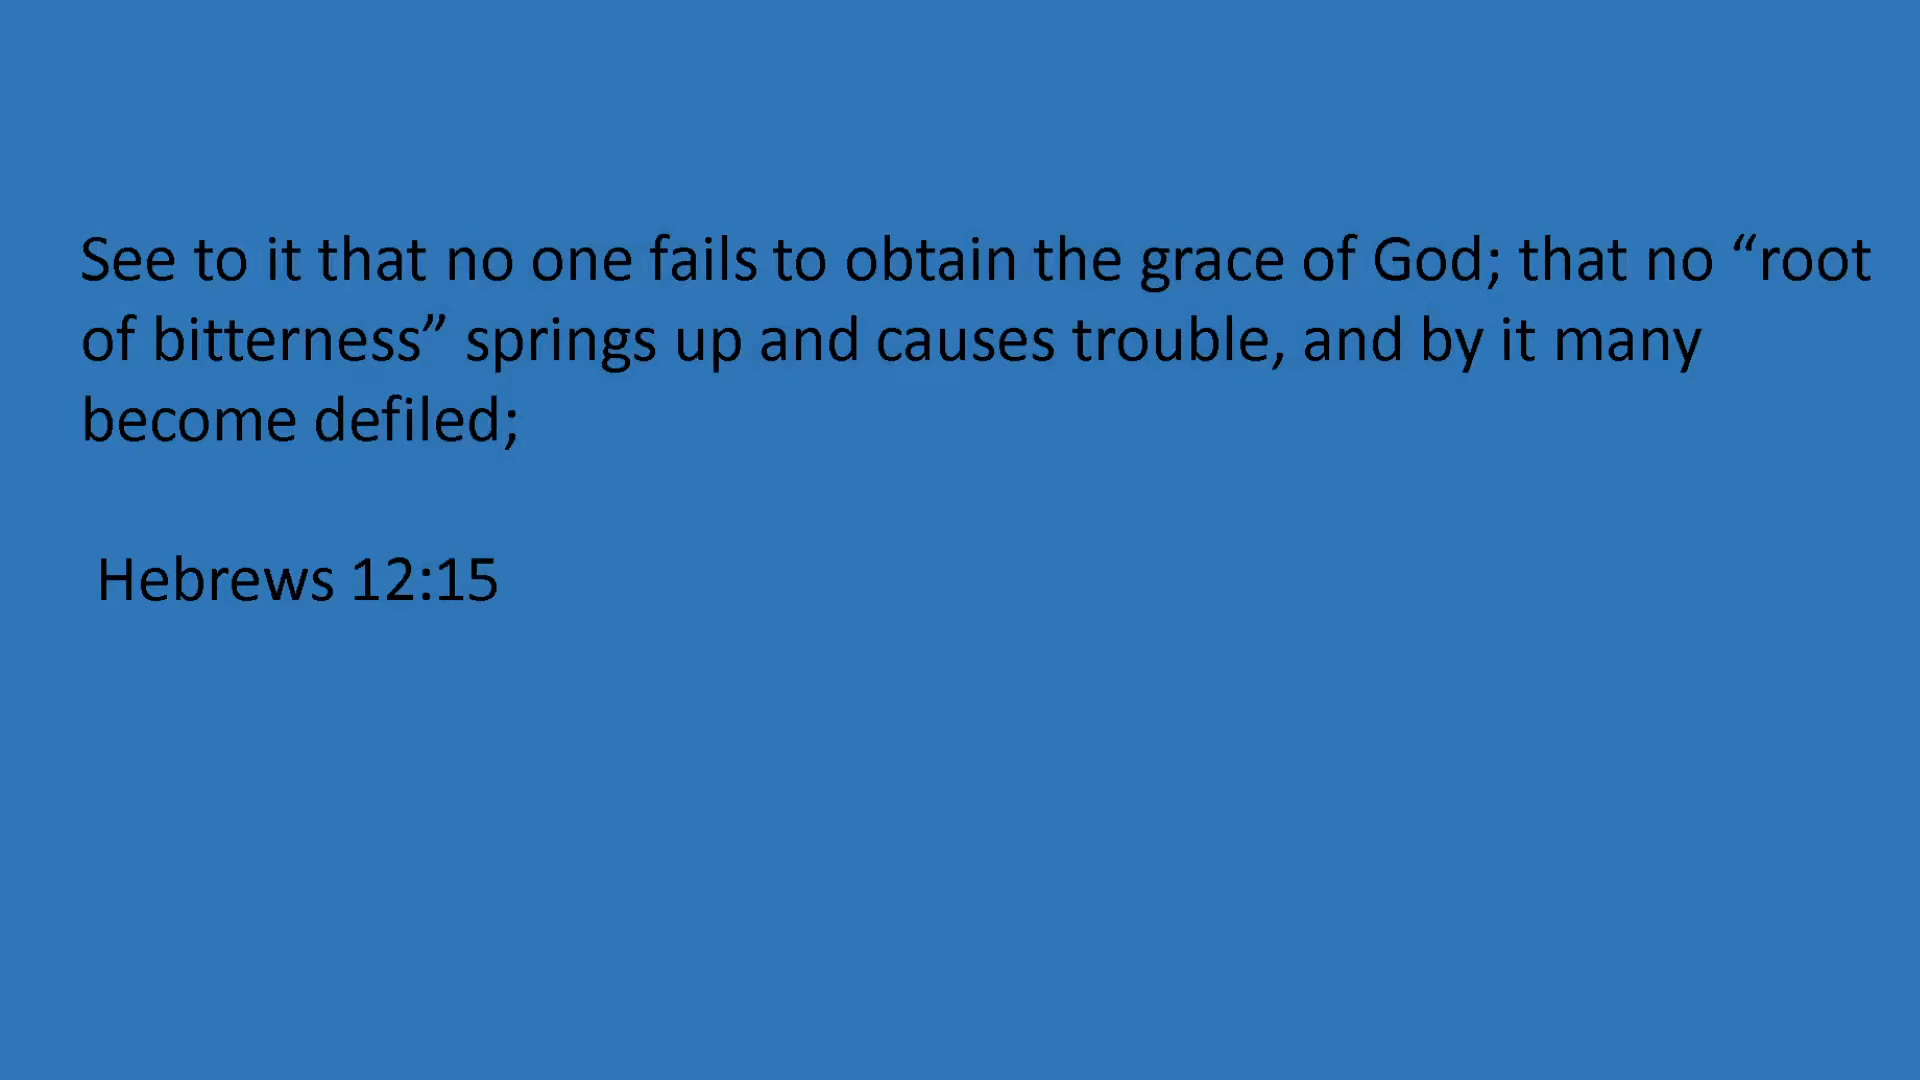 See to it that no one fails to obtain the grace of God; that no “root
of bitterness” springs up and causes trouble, and by it many
become defiled;
Hebrews 12:15